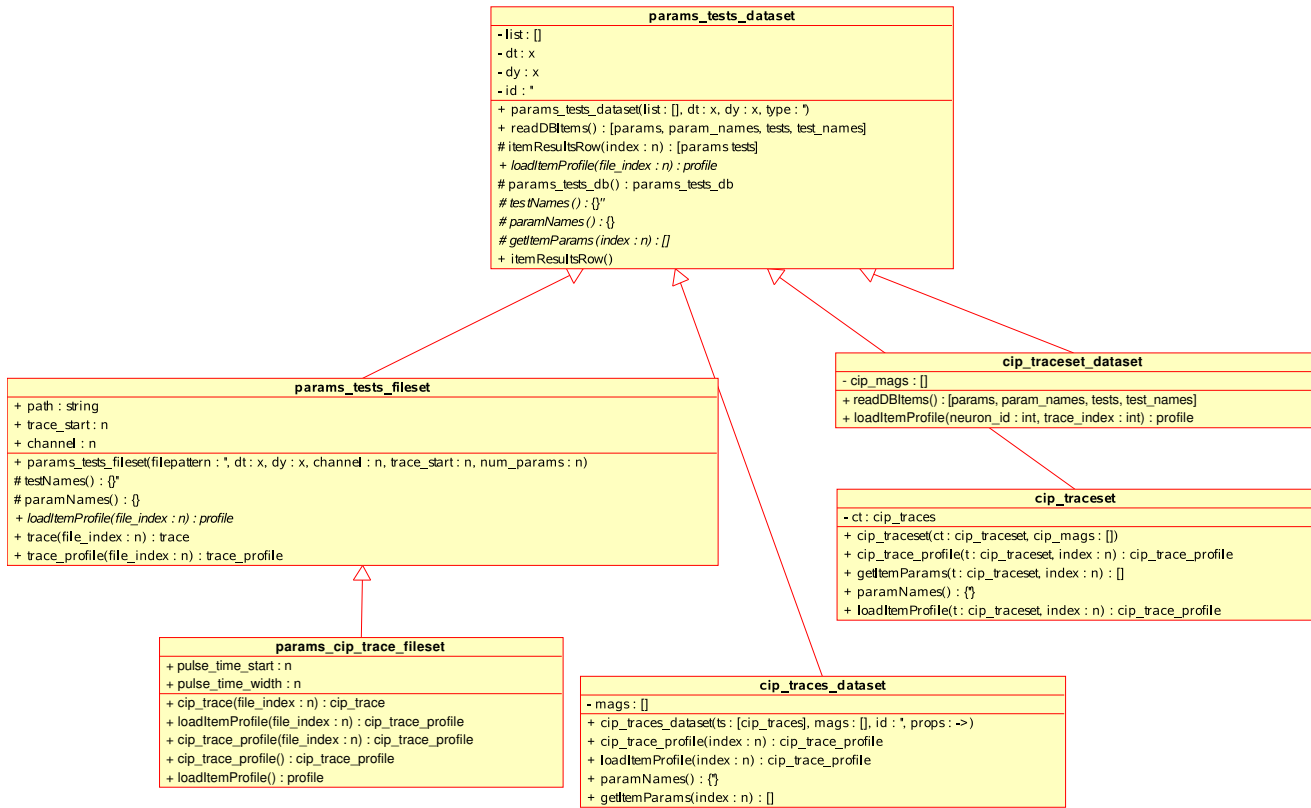 params_tests_dataset
- list : []
- dt : x
- dy : x
- id : "
+ params_tests_dataset(list : [], dt : x, dy : x, type : '')
+ readDBItems() : [params, param_names, tests, test_names]
# itemResultsRow(index : n) : [params tests]
+ loadItemProfile(file_index : n) : profile
# params_tests_db() : params_tests_db
# testNames() : {}"
# paramNames() : {}
# getItemParams(index : n) : []
+ itemResultsRow()
params_tests_fileset
+ path : string
+ trace_start : n
+ channel : n
+ params_tests_fileset(filepattern : '', dt : x, dy : x, channel : n, trace_start : n, num_params : n)
# testNames() : {}"
# paramNames() : {}
+ loadItemProfile(file_index : n) : profile
+ trace(file_index : n) : trace
+ trace_profile(file_index : n) : trace_profile
cip_traceset_dataset
- cip_mags : []
+ readDBItems() : [params, param_names, tests, test_names]
+ loadItemProfile(neuron_id : int, trace_index : int) : profile
cip_traceset
- ct : cip_traces
+ cip_traceset(ct : cip_traceset, cip_mags : [])
+ cip_trace_profile(t : cip_traceset, index : n) : cip_trace_profile
+ getItemParams(t : cip_traceset, index : n) : []
+ paramNames() : {''}
+ loadItemProfile(t : cip_traceset, index : n) : cip_trace_profile
params_cip_trace_fileset
+ pulse_time_start : n
+ pulse_time_width : n
+ cip_trace(file_index : n) : cip_trace
+ loadItemProfile(file_index : n) : cip_trace_profile
+ cip_trace_profile(file_index : n) : cip_trace_profile
+ cip_trace_profile() : cip_trace_profile
+ loadItemProfile() : profile
cip_traces_dataset
- mags : []
+ cip_traces_dataset(ts : [cip_traces], mags : [], id : '', props : ->)
+ cip_trace_profile(index : n) : cip_trace_profile
+ loadItemProfile(index : n) : cip_trace_profile
+ paramNames() : {''}
+ getItemParams(index : n) : []